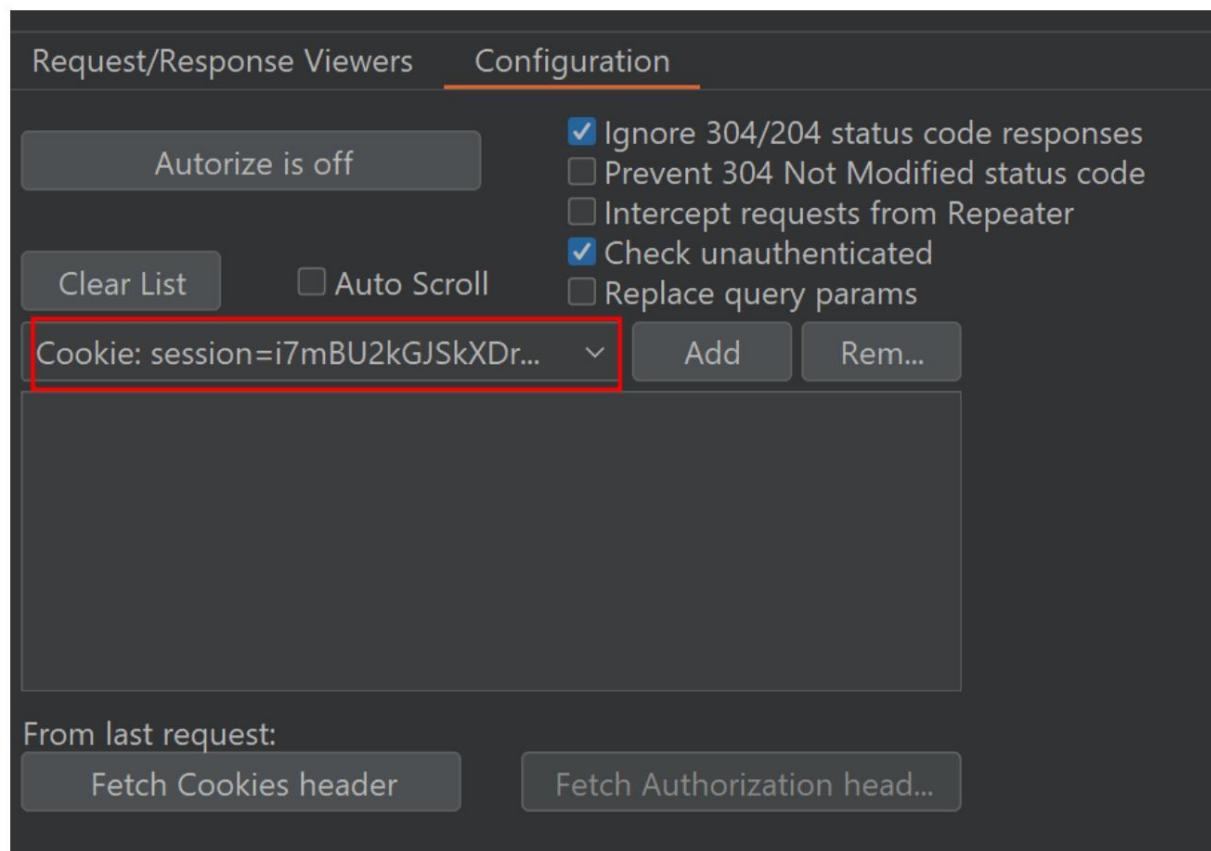 Request/Response Viewers Configuration
Autorize is off
Ignore 304/204 status code responses
Prevent 304 Not Modified status code
Intercept requests from Repeater
Check unauthenticated
Clear List Auto Scroll
Replace query params
Cookie: session=i7mBU2kGJSkXDr... Add Rem...
From last request:
Fetch Cookies header Fetch Authorization head...